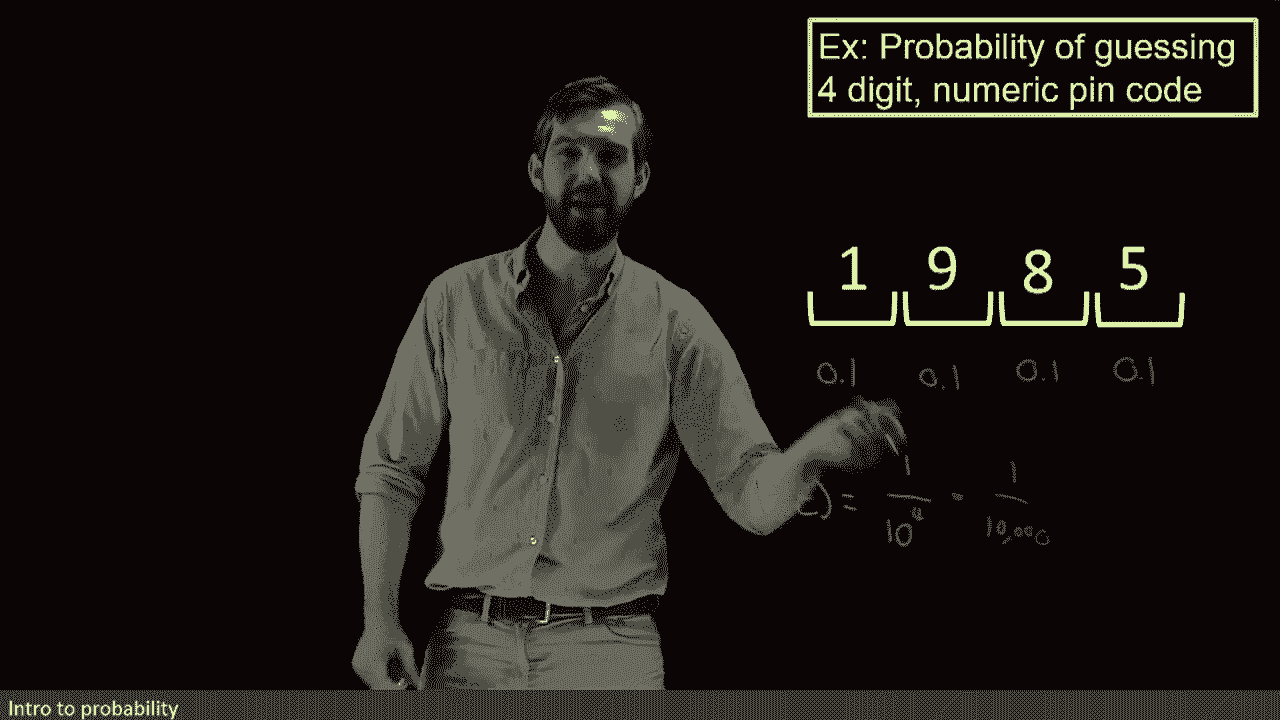 Ex: Probability of guessing
4 digit, numeric pin code
1 9 8 5
0.1 0.1 0.1 0.1
) = 1/10⁴ = 1/10,000
Intro to probability